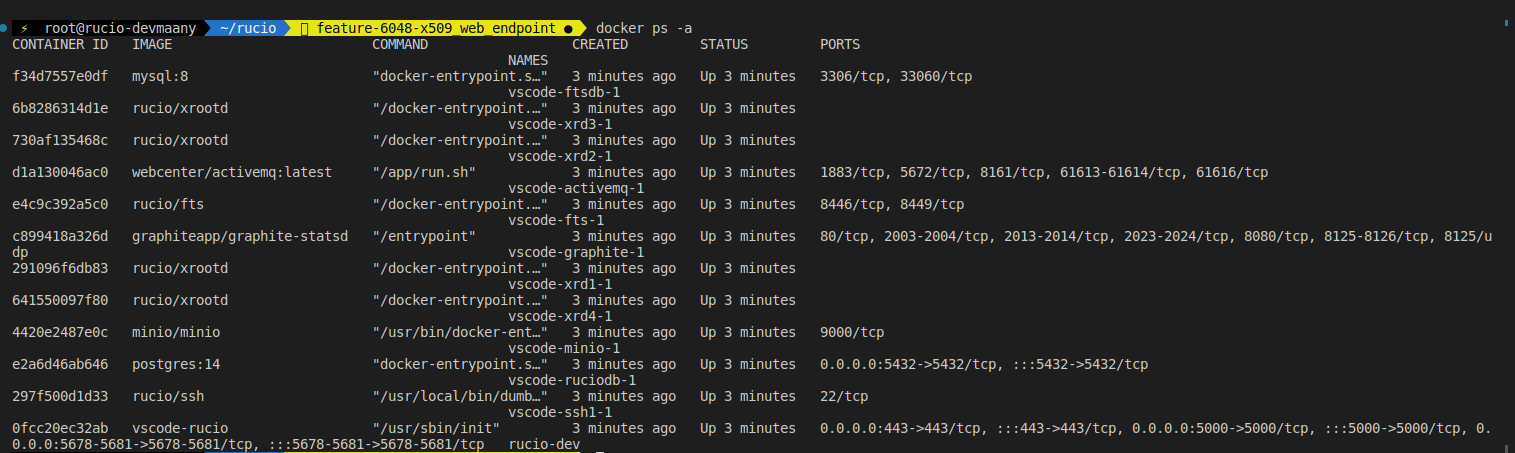 ⚡ root@rucio-devmaany ~/rucio feature-6048-x509_web_endpoint ● docker ps -a
CONTAINER ID IMAGE COMMAND CREATED STATUS PORTS
NAMES
f34d7557e0df mysql:8 "docker-entrypoint.s…" 3 minutes ago Up 3 minutes 3306/tcp, 33060/tcp
vscode-ftsdb-1
6b8286314d1e rucio/xrootd "/docker-entrypoint.…" 3 minutes ago Up 3 minutes
vscode-xrd3-1
730af135468c rucio/xrootd "/docker-entrypoint.…" 3 minutes ago Up 3 minutes
vscode-xrd2-1
d1a130046ac0 webcenter/activemq:latest "/app/run.sh" 3 minutes ago Up 3 minutes 1883/tcp, 5672/tcp, 8161/tcp, 61613-61614/tcp, 61616/tcp
vscode-activemq-1
e4c9c392a5c0 rucio/fts "/docker-entrypoint.…" 3 minutes ago Up 3 minutes 8446/tcp, 8449/tcp
vscode-fts-1
c899418a326d graphiteapp/graphite-statsd "/entrypoint" 3 minutes ago Up 3 minutes 80/tcp, 2003-2004/tcp, 2013-2014/tcp, 2023-2024/tcp, 8080/tcp, 8125-8126/tcp, 8125/u
dp vscode-graphite-1
291096f6db83 rucio/xrootd "/docker-entrypoint.…" 3 minutes ago Up 3 minutes
vscode-xrd1-1
641550097f80 rucio/xrootd "/docker-entrypoint.…" 3 minutes ago Up 3 minutes
vscode-xrd4-1
4420e2487e0c minio/minio "/usr/bin/docker-ent…" 3 minutes ago Up 3 minutes 9000/tcp
vscode-minio-1
e2a6d46ab646 postgres:14 "docker-entrypoint.s…" 3 minutes ago Up 3 minutes 0.0.0.0:5432->5432/tcp, :::5432->5432/tcp
vscode-ruciodb-1
297f500d1d33 rucio/ssh "/usr/local/bin/dumb…" 3 minutes ago Up 3 minutes 22/tcp
vscode-ssh1-1
0fcc20ec32ab vscode-rucio "/usr/sbin/init" 3 minutes ago Up 3 minutes 0.0.0.0:443->443/tcp, :::443->443/tcp, 0.0.0.0:5000->5000/tcp, :::5000->5000/tcp, 0.
0.0.0:5678-5681->5678-5681/tcp, :::5678-5681->5678-5681/tcp rucio-dev